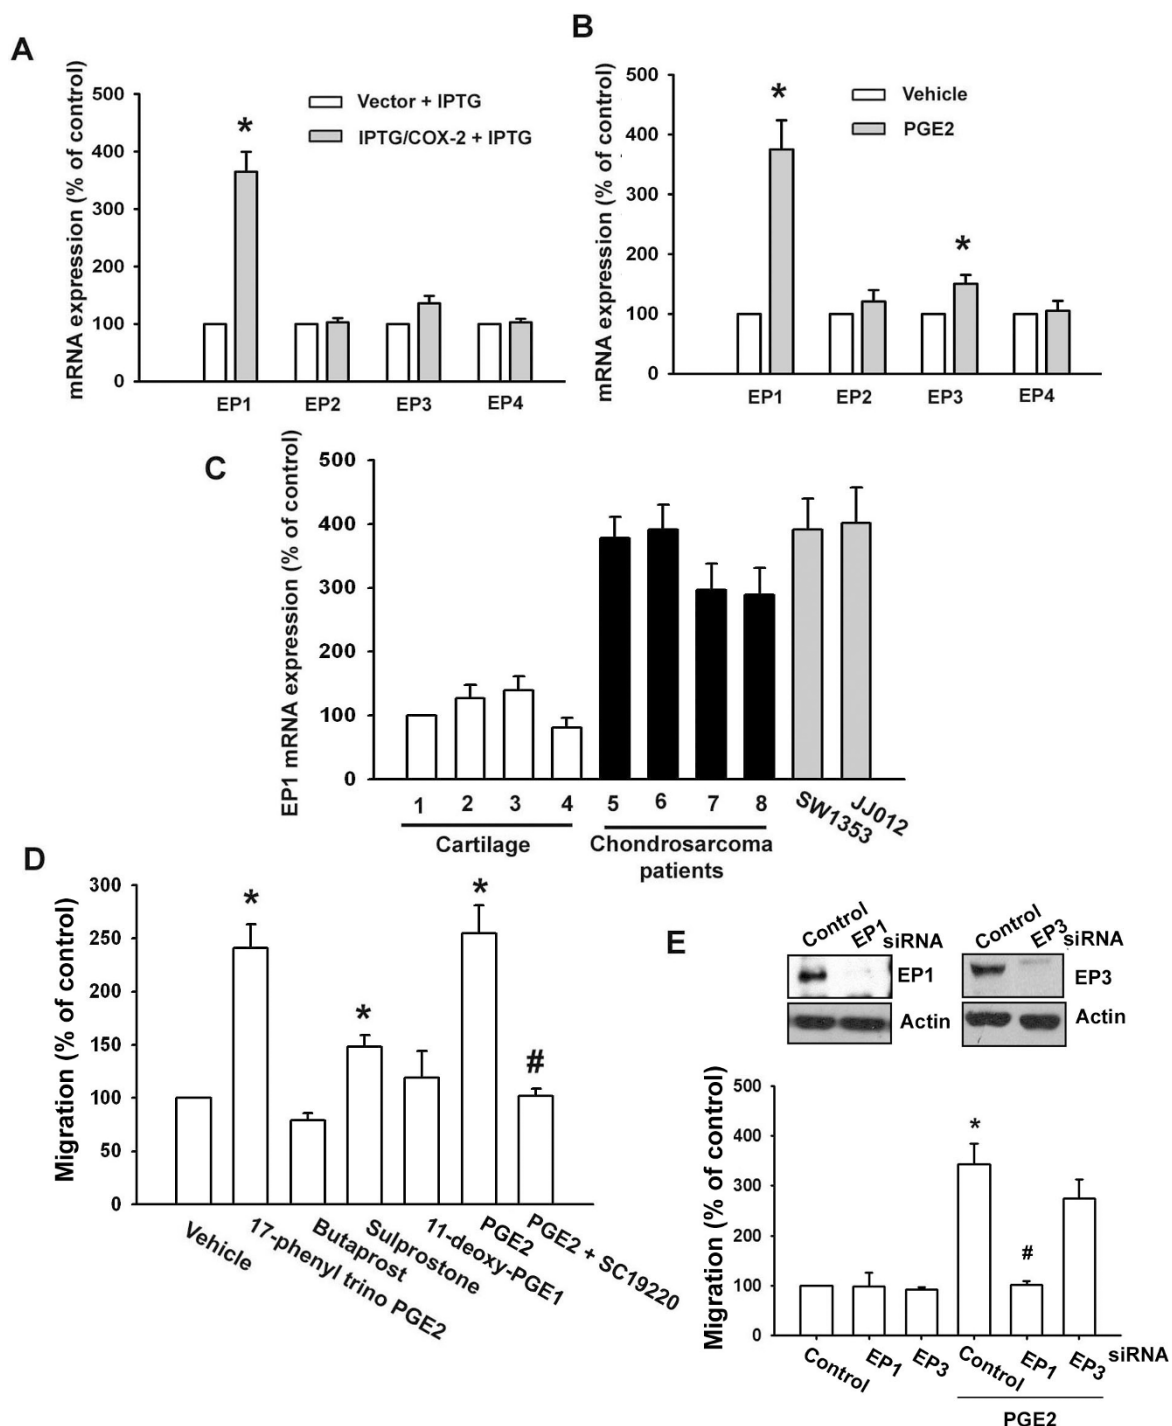 A
mRNA expression (% of control)
500
400
300
200
100
0
*
Vector + IPTG
IPTG/COX-2 + IPTG
EP1 EP2 EP3 EP4
B
mRNA expression (% of control)
500
400
300
200
100
0
*
*
Vehicle
PGE2
EP1 EP2 EP3 EP4
C
EP1 mRNA expression (% of control)
500
400
300
200
100
0
1 2 3 4 5 6 7 8 SW1353 JJ012
Cartilage
Chondrosarcoma
patients
D
Migration (% of control)
300
250
200
150
100
50
0
*
*
*
#
Vehicle
17-phenyl trino PGE2
Butaprost
Sulprostone
11-deoxy-PGE1
PGE2
PGE2 + SC19220
E
Control EP1 siRNA
EP1
Actin
Control EP3 siRNA
EP3
Actin
Migration (% of control)
500
400
300
200
100
0
*
#
Control EP1 EP3 Control EP1 EP3 siRNA
PGE2